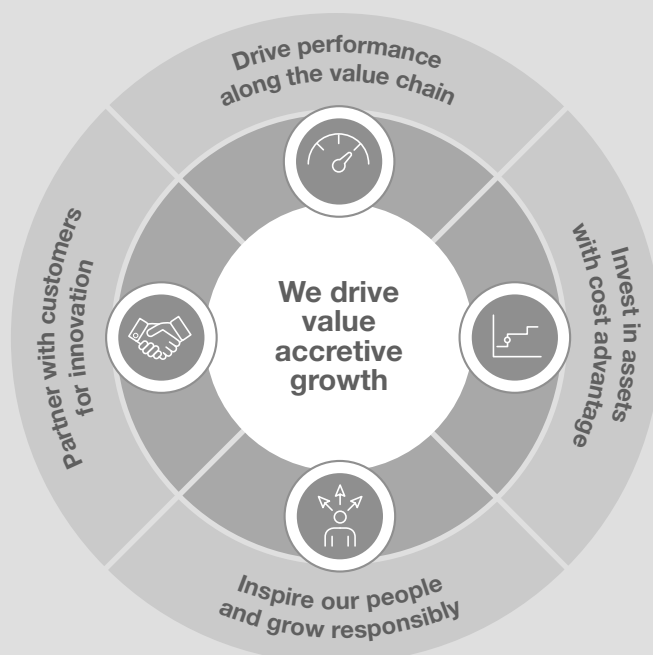 Drive performance
along the value chain
Partner with customers
for innovation
We drive
value
accretive
growth
Invest in assets
with cost advantage
Inspire our people
and grow responsibly